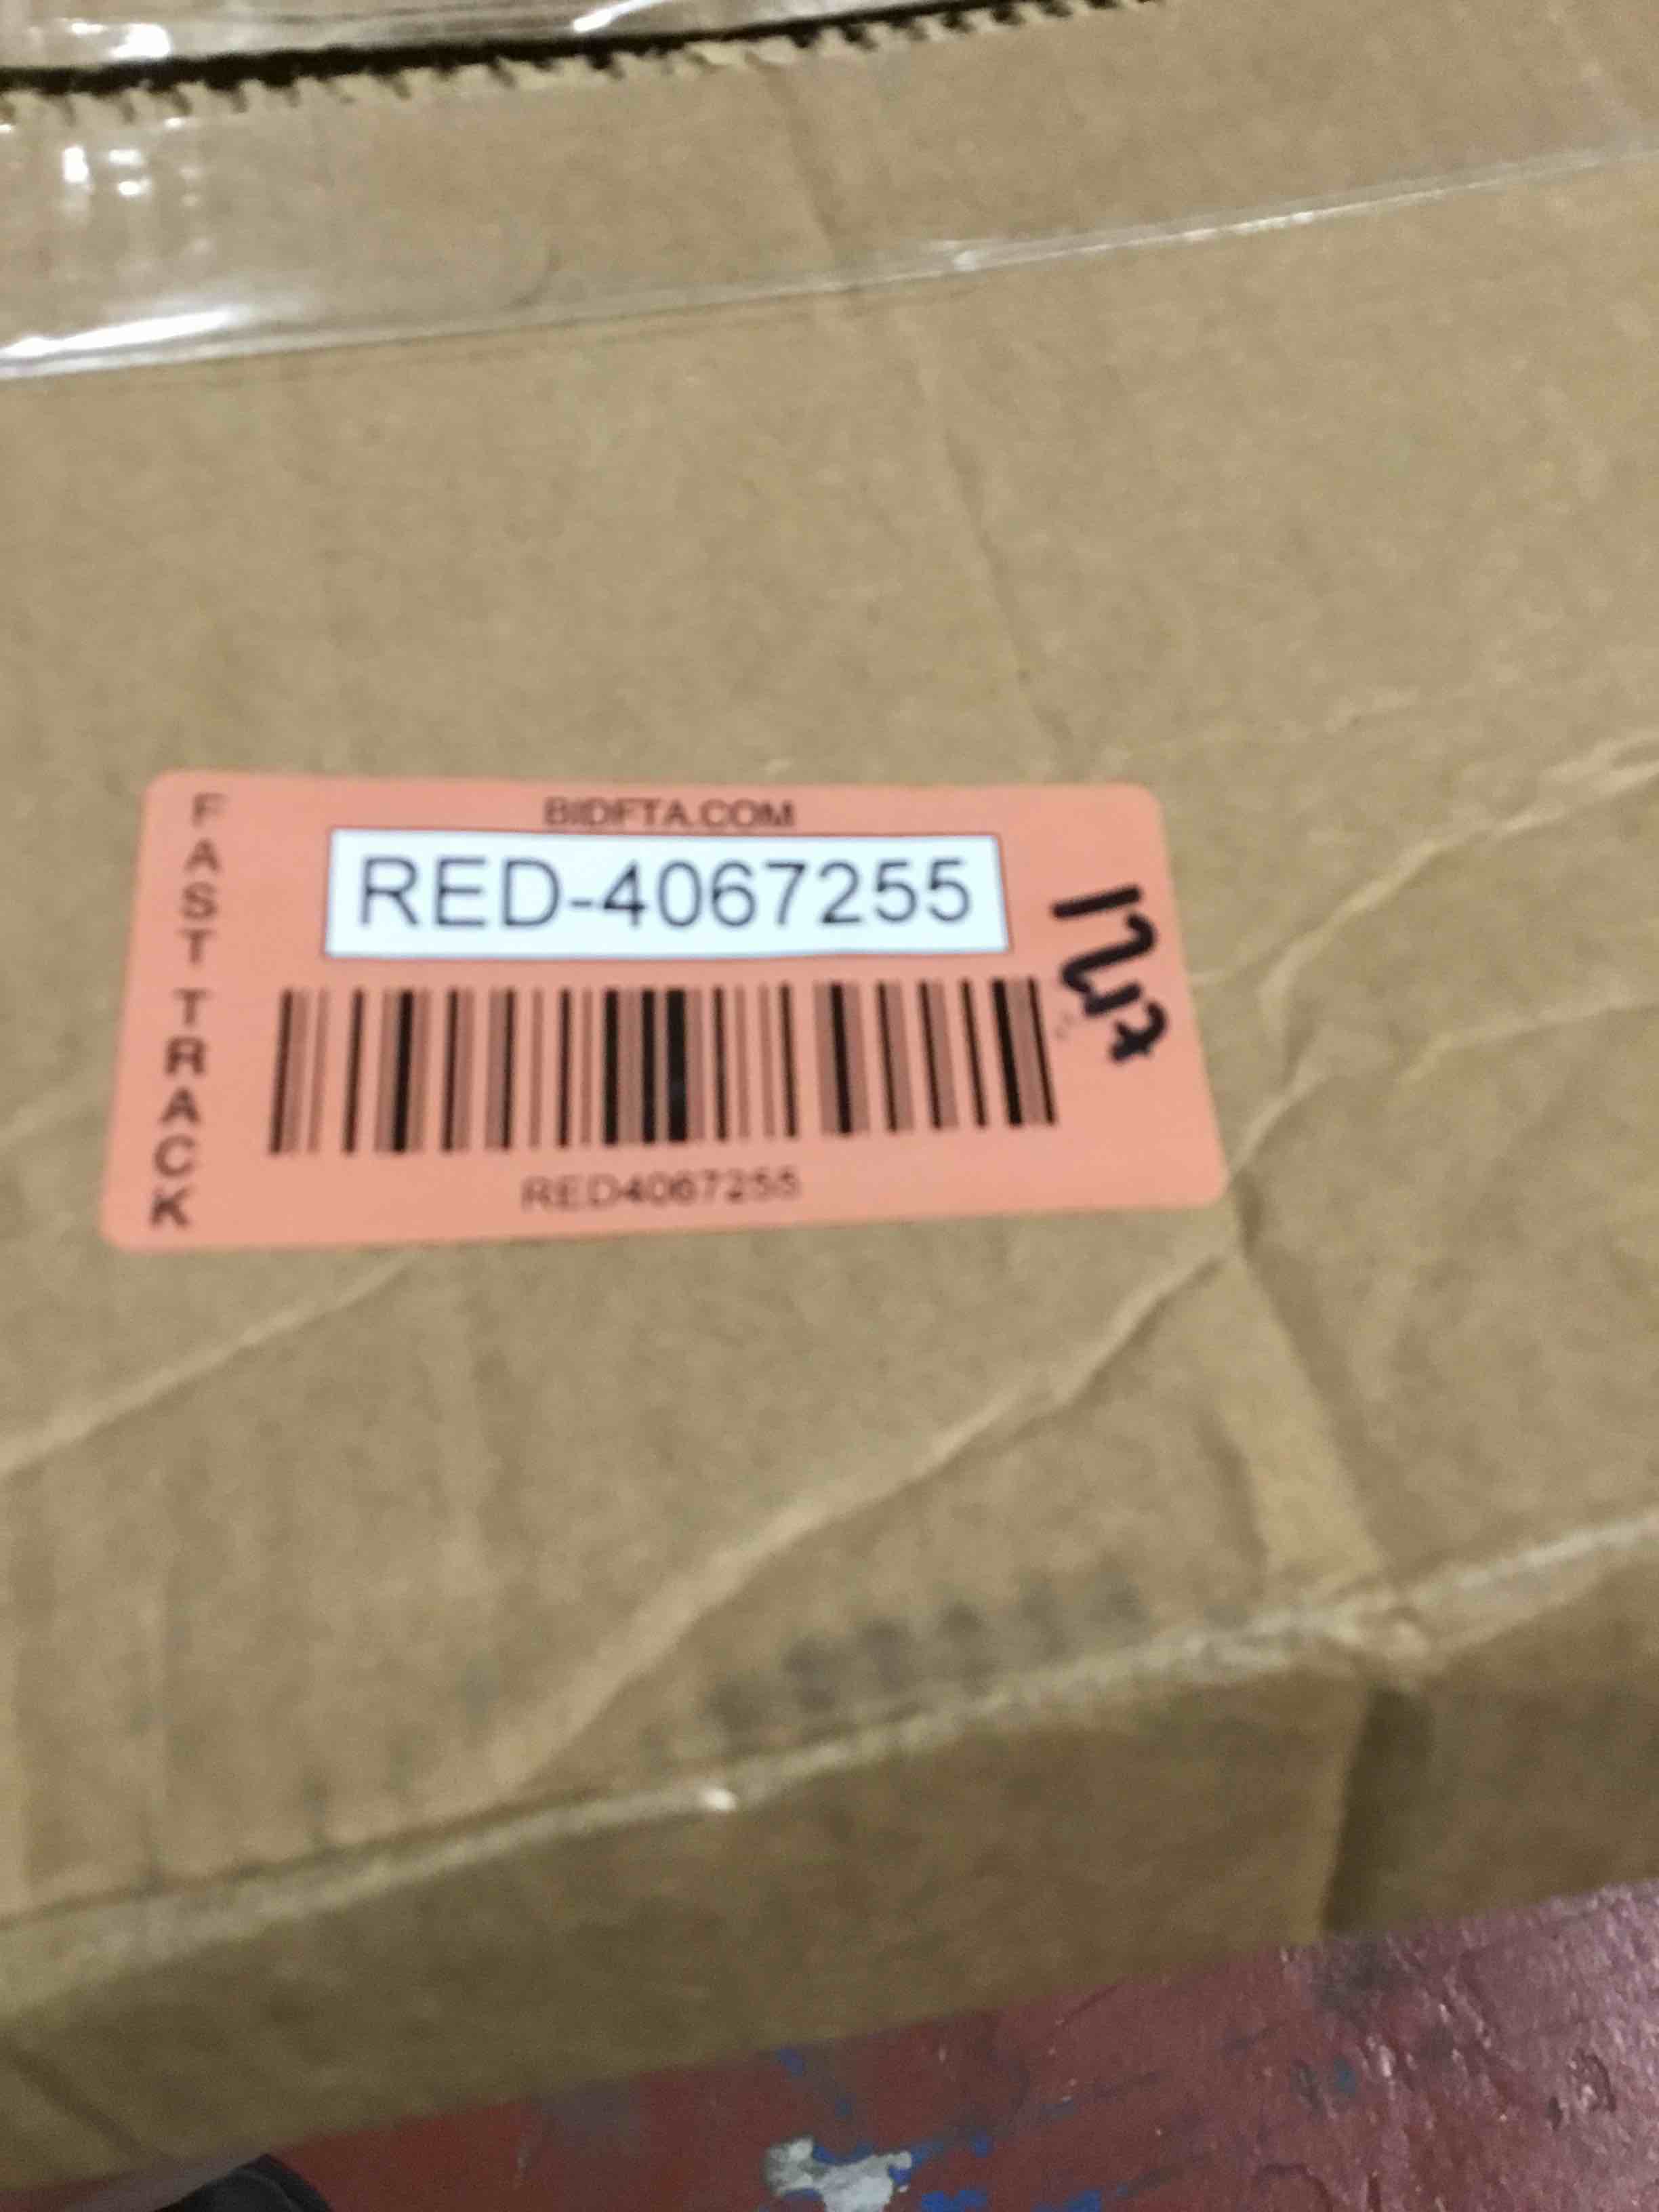 FAST TRACK
BIDFTA.COM
RED-4067255
RED4067255